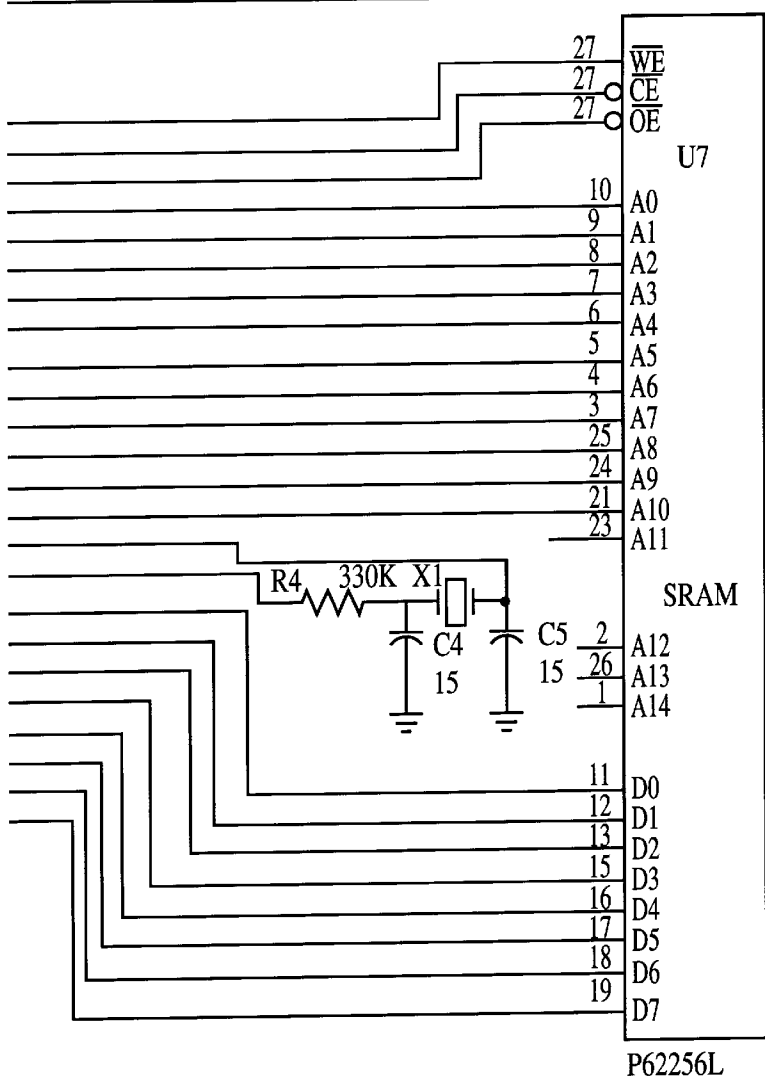 27 WE
27 CE
27 OE
U7
10 A0
9 A1
8 A2
7 A3
6 A4
5 A5
4 A6
3 A7
25 A8
24 A9
21 A10
23 A11
R4 330K X1
SRAM
C4 C5 2 A12
15 15 26 A13
1 A14
11 D0
12 D1
13 D2
15 D3
16 D4
17 D5
18 D6
19 D7
P62256L